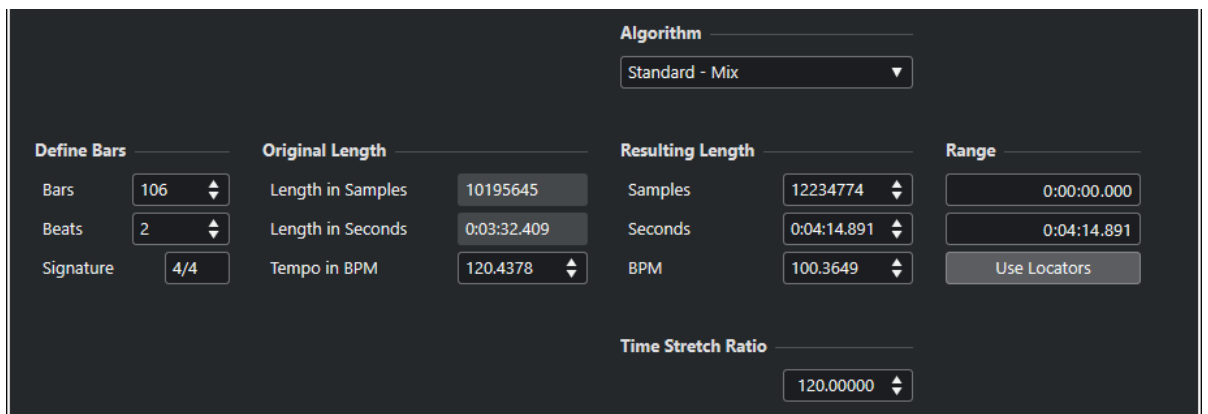 Algorithm
Standard - Mix
Define Bars Original Length Resulting Length Range
Bars 106 Length in Samples 10195645 Samples 12234774 0:00:00.000
Beats 2 Length in Seconds 0:03:32.409 Seconds 0:04:14.891 0:04:14.891
Signature 4/4 Tempo in BPM 120.4378 BPM 100.3649 Use Locators
Time Stretch Ratio
120.00000